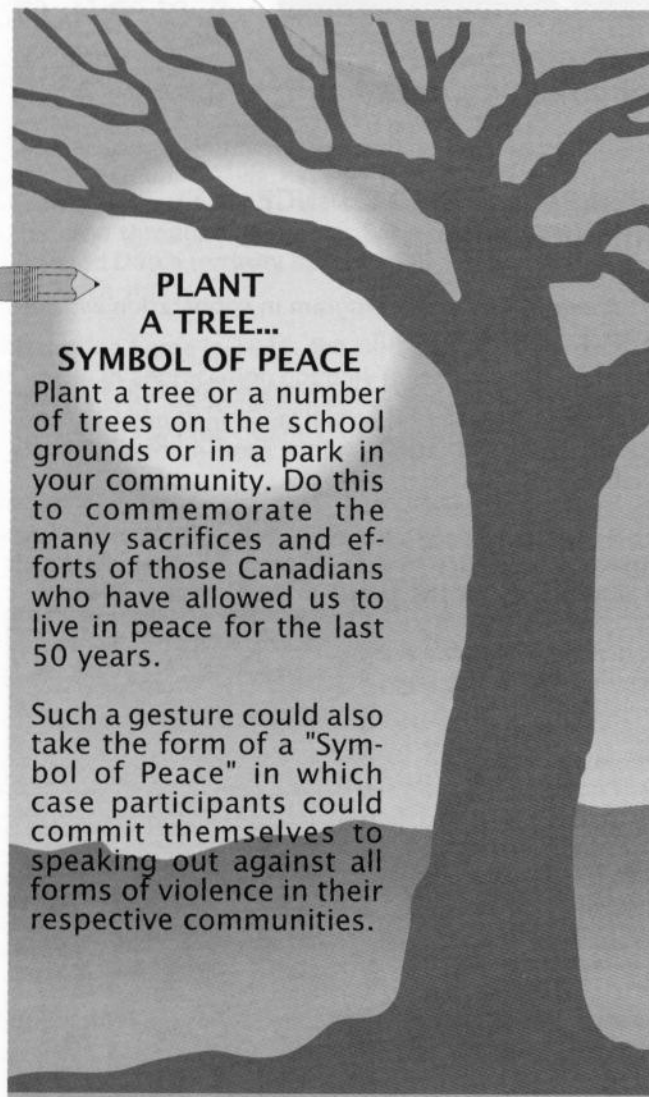 PLANT
A TREE...
SYMBOL OF PEACE
Plant a tree or a number
of trees on the school
grounds or in a park in
your community. Do this
to commemorate the
many sacrifices and ef-
forts of those Canadians
who have allowed us to
live in peace for the last
50 years.
Such a gesture could also
take the form of a "Sym-
bol of Peace" in which
case participants could
commit themselves to
speaking out against all
forms of violence in their
respective communities.